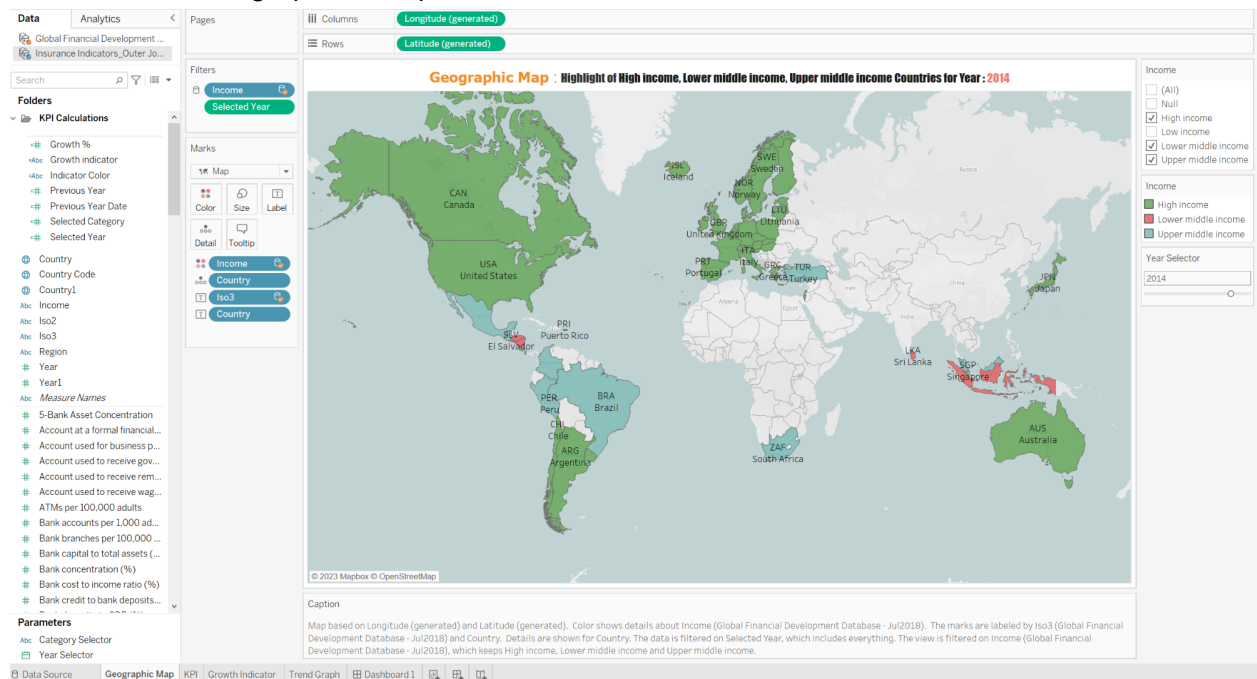 Data
Analytics
Global Financial Development ...
Insurance Indicators_Outer Jo...
Search
Folders
KPI Calculations
Growth %
Growth indicator
Indicator Color
Previous Year
Previous Year Date
Selected Category
Selected Year
Country
Country Code
Country1
Income
Iso2
Iso3
Region
Year
Year1
Measure Names
5-Bank Asset Concentration
Account at a formal financial...
Account used for business p...
Account used to receive gov...
Account used to receive rem...
Account used to receive wag...
ATMs per 100,000 adults
Bank accounts per 1,000 ad...
Bank branches per 100,000 ...
Bank capital to total assets (...
Bank concentration (%)
Bank cost to income ratio (%)
Bank credit to bank deposits...
Parameters
Category Selector
Year Selector
Pages
Filters
Income
Selected Year
Marks
Map
Color
Size
Label
Detail
Tooltip
Income
Country
Iso3
Country
Columns
Longitude (generated)
Rows
Latitude (generated)
Geographic Map : Highlight of High income, Lower middle income, Upper middle income Countries for Year : 2014
ISL
Iceland
SWE
Sweden
NOR
Norway
Russia
CAN
Canada
LTU
Lithuania
GBR
United Kingdom
USA
United States
ITA
Italy
PRT
Portugal
GRC
Greece
TUR
Turkey
JPN
Japan
Iran
China
Algeria
Egypt
India
PRI
Puerto Rico
SLV
El Salvador
LKA
Sri Lanka
SGP
Singapore
PER
Peru
BRA
Brazil
CHL
Chile
ARG
Argentina
ZAF
South Africa
AUS
Australia
© 2023 Mapbox © OpenStreetMap
Caption
Map based on Longitude (generated) and Latitude (generated). Color shows details about Income (Global Financial Development Database - Jul2018). The marks are labeled by Iso3 (Global Financial
Development Database - Jul2018) and Country. Details are shown for Country. The data is filtered on Selected Year, which includes everything. The view is filtered on Income (Global Financial
Development Database - Jul2018), which keeps High income, Lower middle income and Upper middle income.
Income
(All)
Null
High income
Low income
Lower middle income
Upper middle income
Income
High income
Lower middle income
Upper middle income
Year Selector
2014
Data Source
Geographic Map
KPI
Growth Indicator
Trend Graph
Dashboard 1